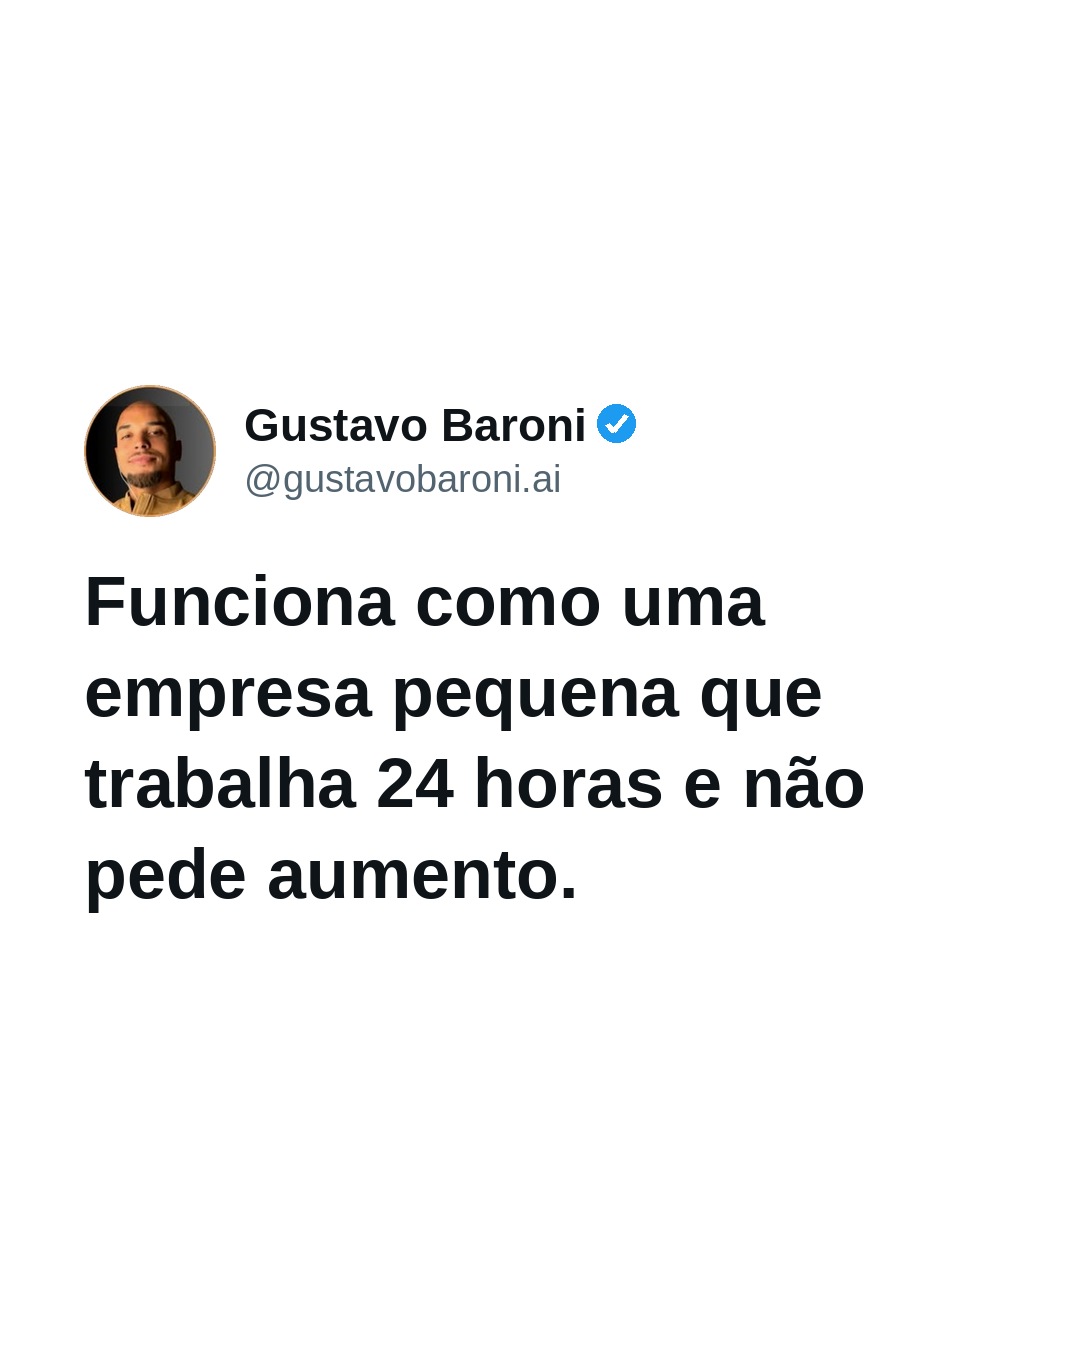 Gustavo Baroni
@gustavobaroni.ai
Funciona como uma
empresa pequena que
trabalha 24 horas e não
pede aumento.